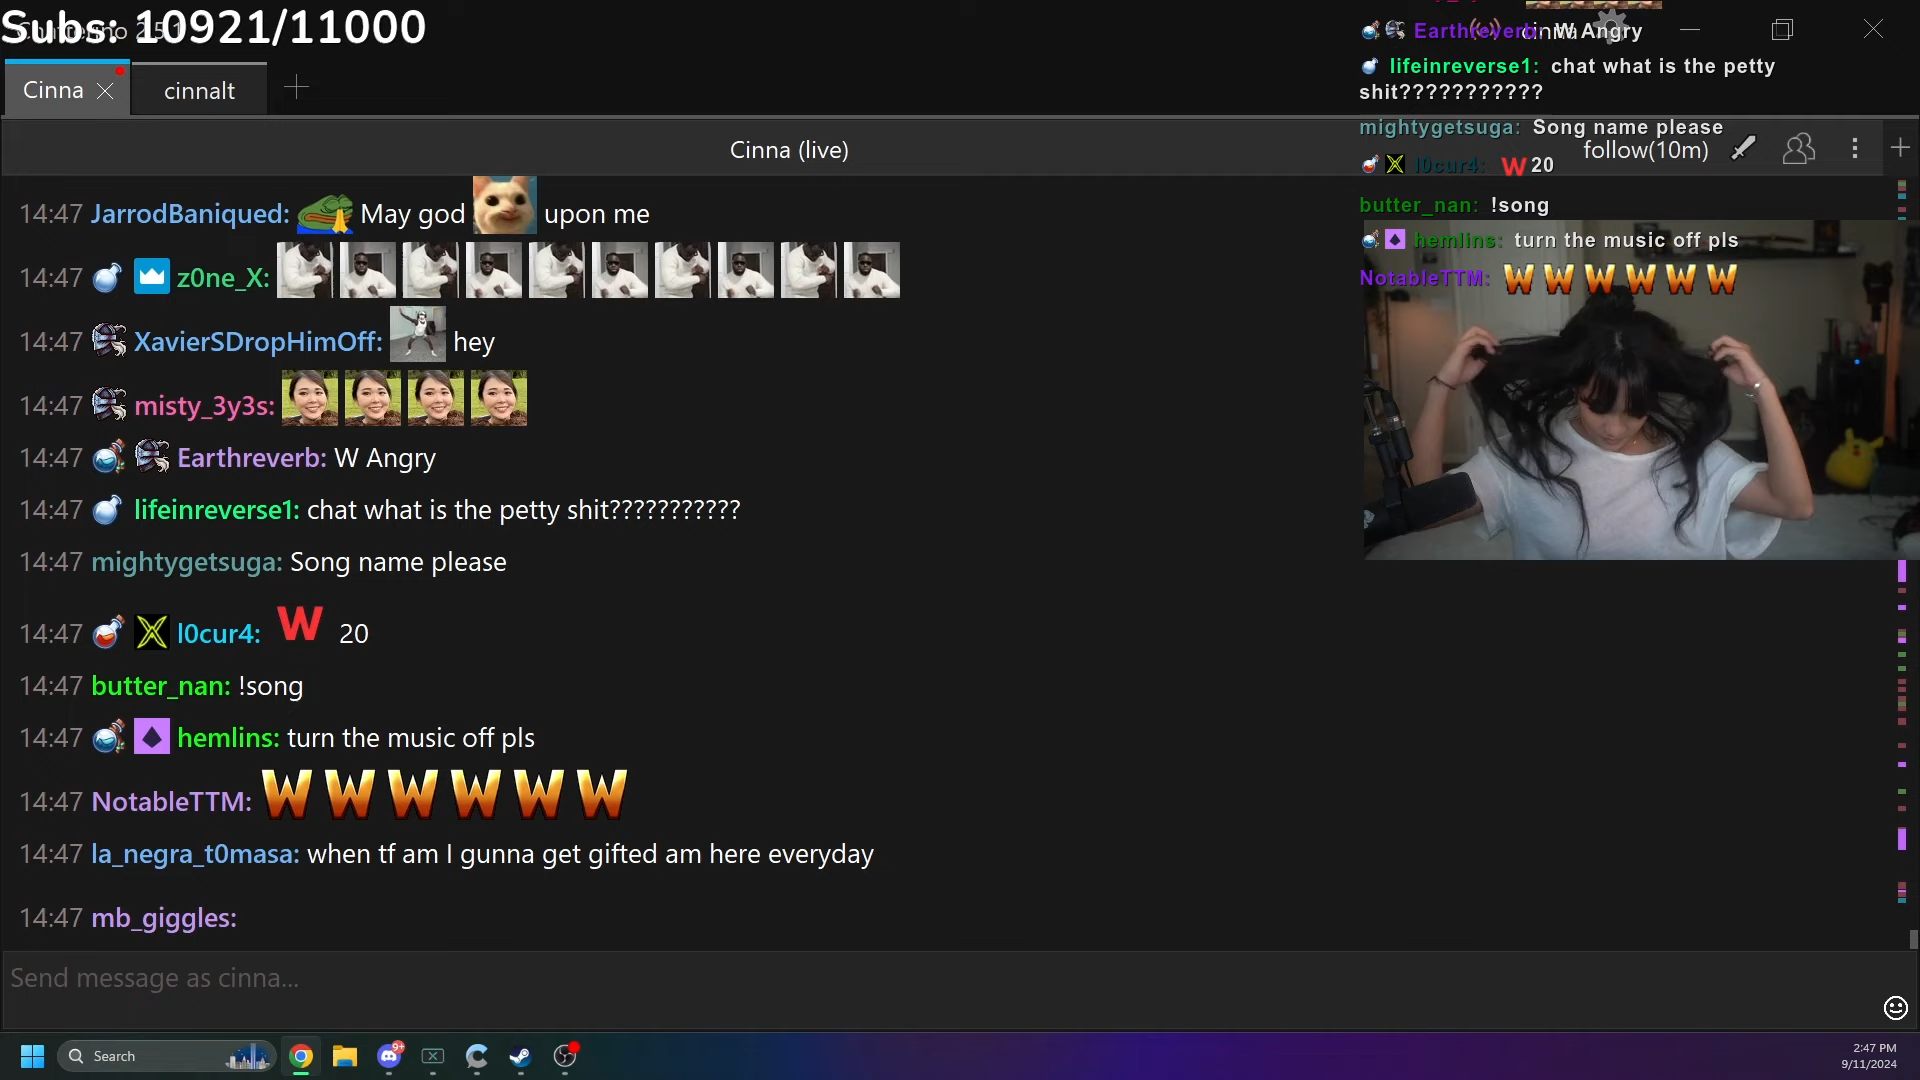 Subs: 10921/11000
Cinna
cinnalt
Cinna (live)
follow(10m)
14:47 JarrodBaniqued: May god upon me
14:47 z0ne_X:
14:47 XavierSDropHimOff: hey
14:47 misty_3y3s:
14:47 Earthreverb: W Angry
14:47 lifeinreverse1: chat what is the petty shit???????????
14:47 mightygetsuga: Song name please
14:47 l0cur4: W 20
14:47 butter_nan: !song
14:47 hemlins: turn the music off pls
14:47 NotableTTM: W W W W W W
14:47 la_negra_t0masa: when tf am I gunna get gifted am here everyday
14:47 mb_giggles:
Send message as cinna...
Earthreverb: W Angry
lifeinreverse1: chat what is the petty
shit???????????
mightygetsuga: Song name please
l0cur4: W 20
butter_nan: !song
hemlins: turn the music off pls
NotableTTM: W W W W W W
Search
9+
2:47 PM
9/11/2024